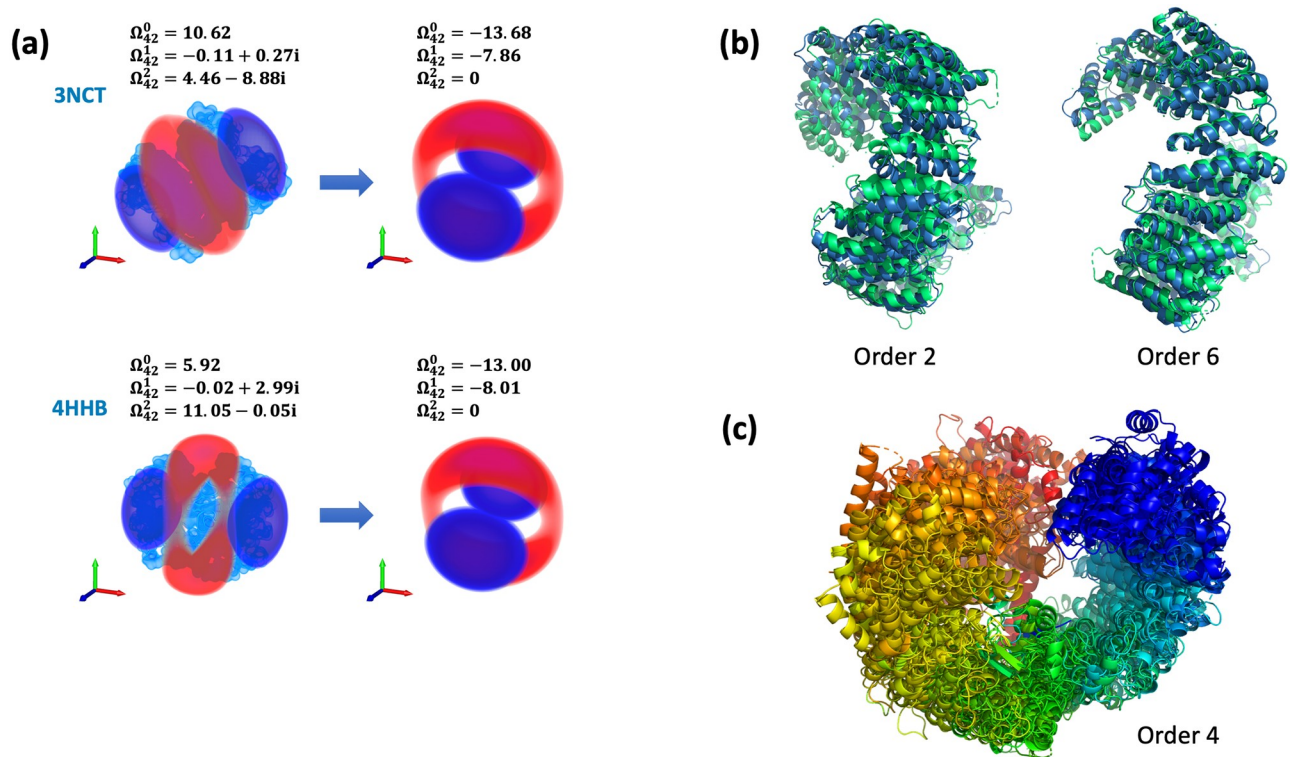 (a)
Ω⁰₄₂ = 10.62
Ω¹₄₂ = −0.11 + 0.27i
Ω²₄₂ = 4.46 − 8.88i
3NCT
Ω⁰₄₂ = −13.68
Ω¹₄₂ = −7.86
Ω²₄₂ = 0
Ω⁰₄₂ = 5.92
Ω¹₄₂ = −0.02 + 2.99i
Ω²₄₂ = 11.05 − 0.05i
4HHB
Ω⁰₄₂ = −13.00
Ω¹₄₂ = −8.01
Ω²₄₂ = 0
(b)
Order 2
Order 6
(c)
Order 4